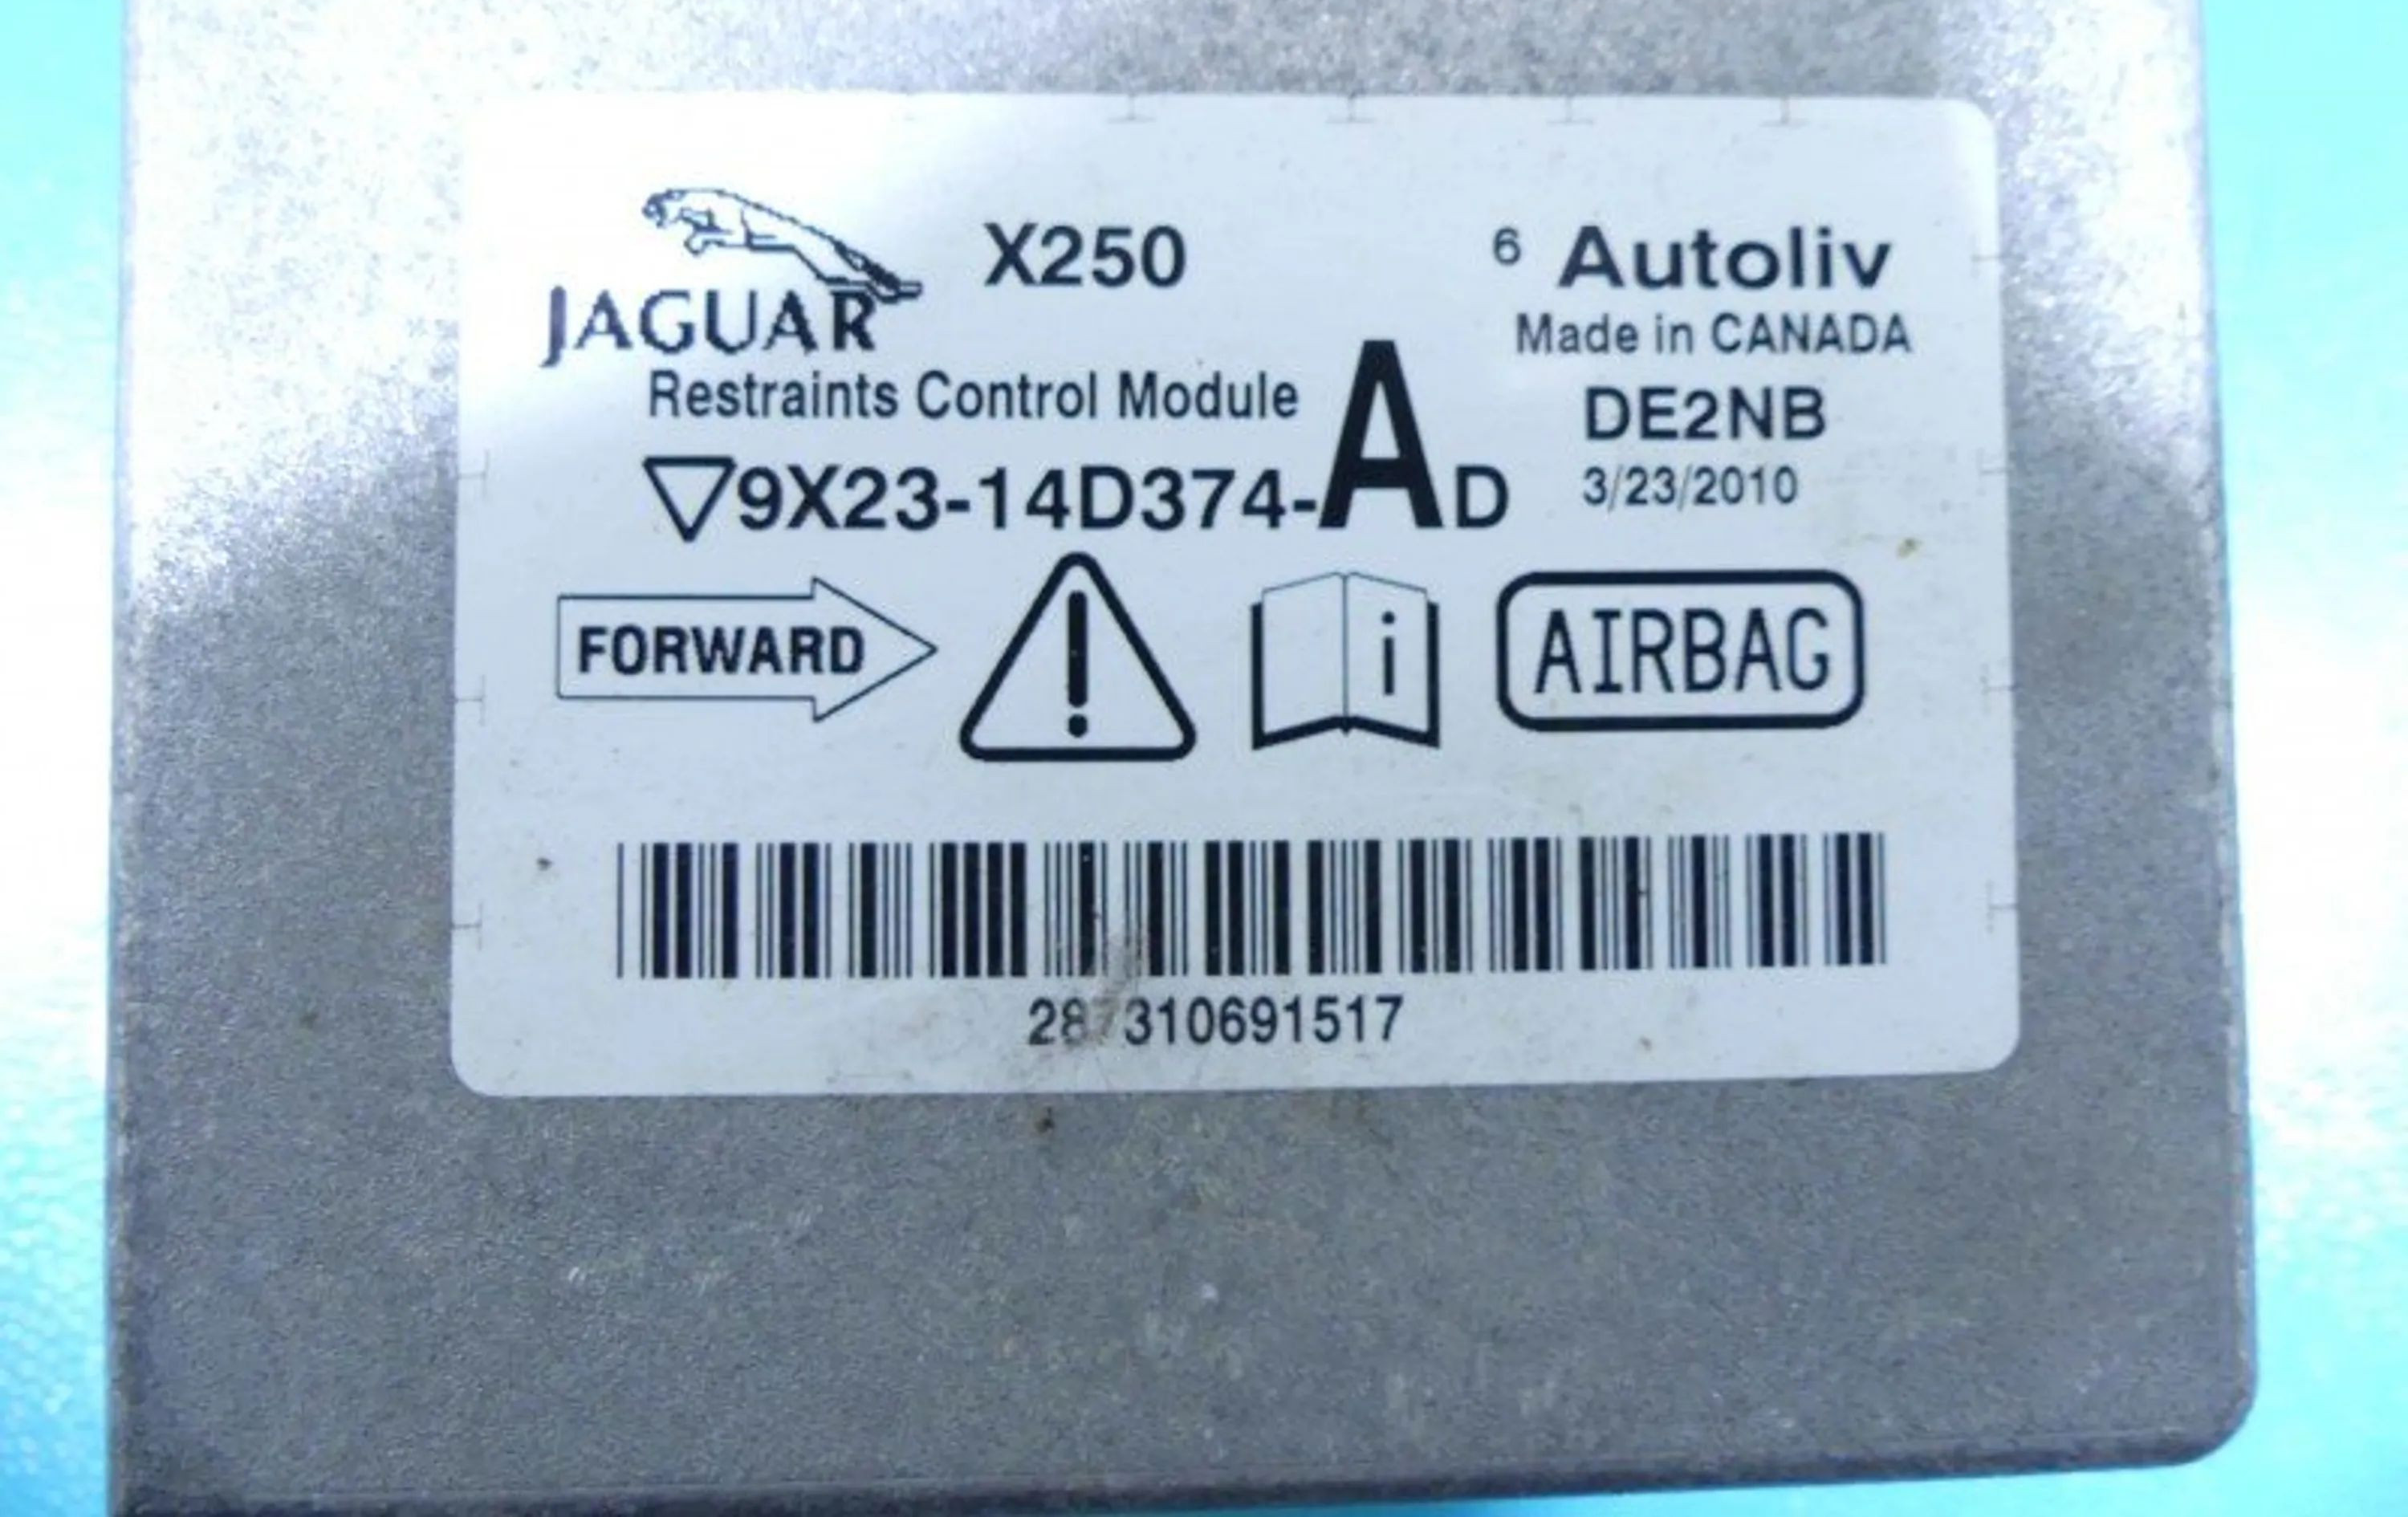 JAGUAR X250
6 Autoliv
Made in CANADA
Restraints Control Module
DE2NB
9X23-14D374-AD
3/23/2010
FORWARD ! i AIRBAG
287310691517